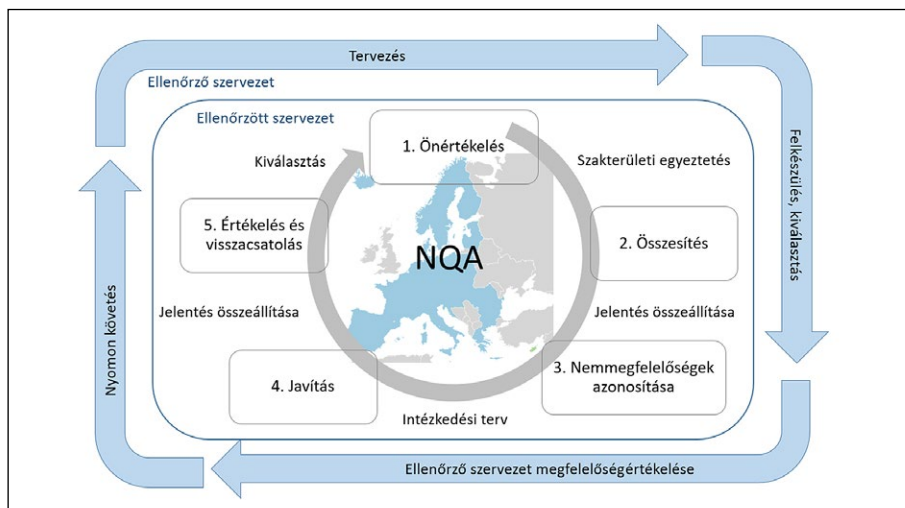 Tervezés
Ellenőrző szervezet
Ellenőrzött szervezet
1. Önértékelés
Kiválasztás
Szakterületi egyeztetés
Felkészülés, kiválasztás
5. Értékelés és
visszacsatolás
NQA
2. Összesítés
Jelentés összeállítása
Jelentés összeállítása
Nyomon követés
4. Javítás
3. Nemmegfelelőségek
azonosítása
Intézkedési terv
Ellenőrző szervezet megfelelőségértékelése